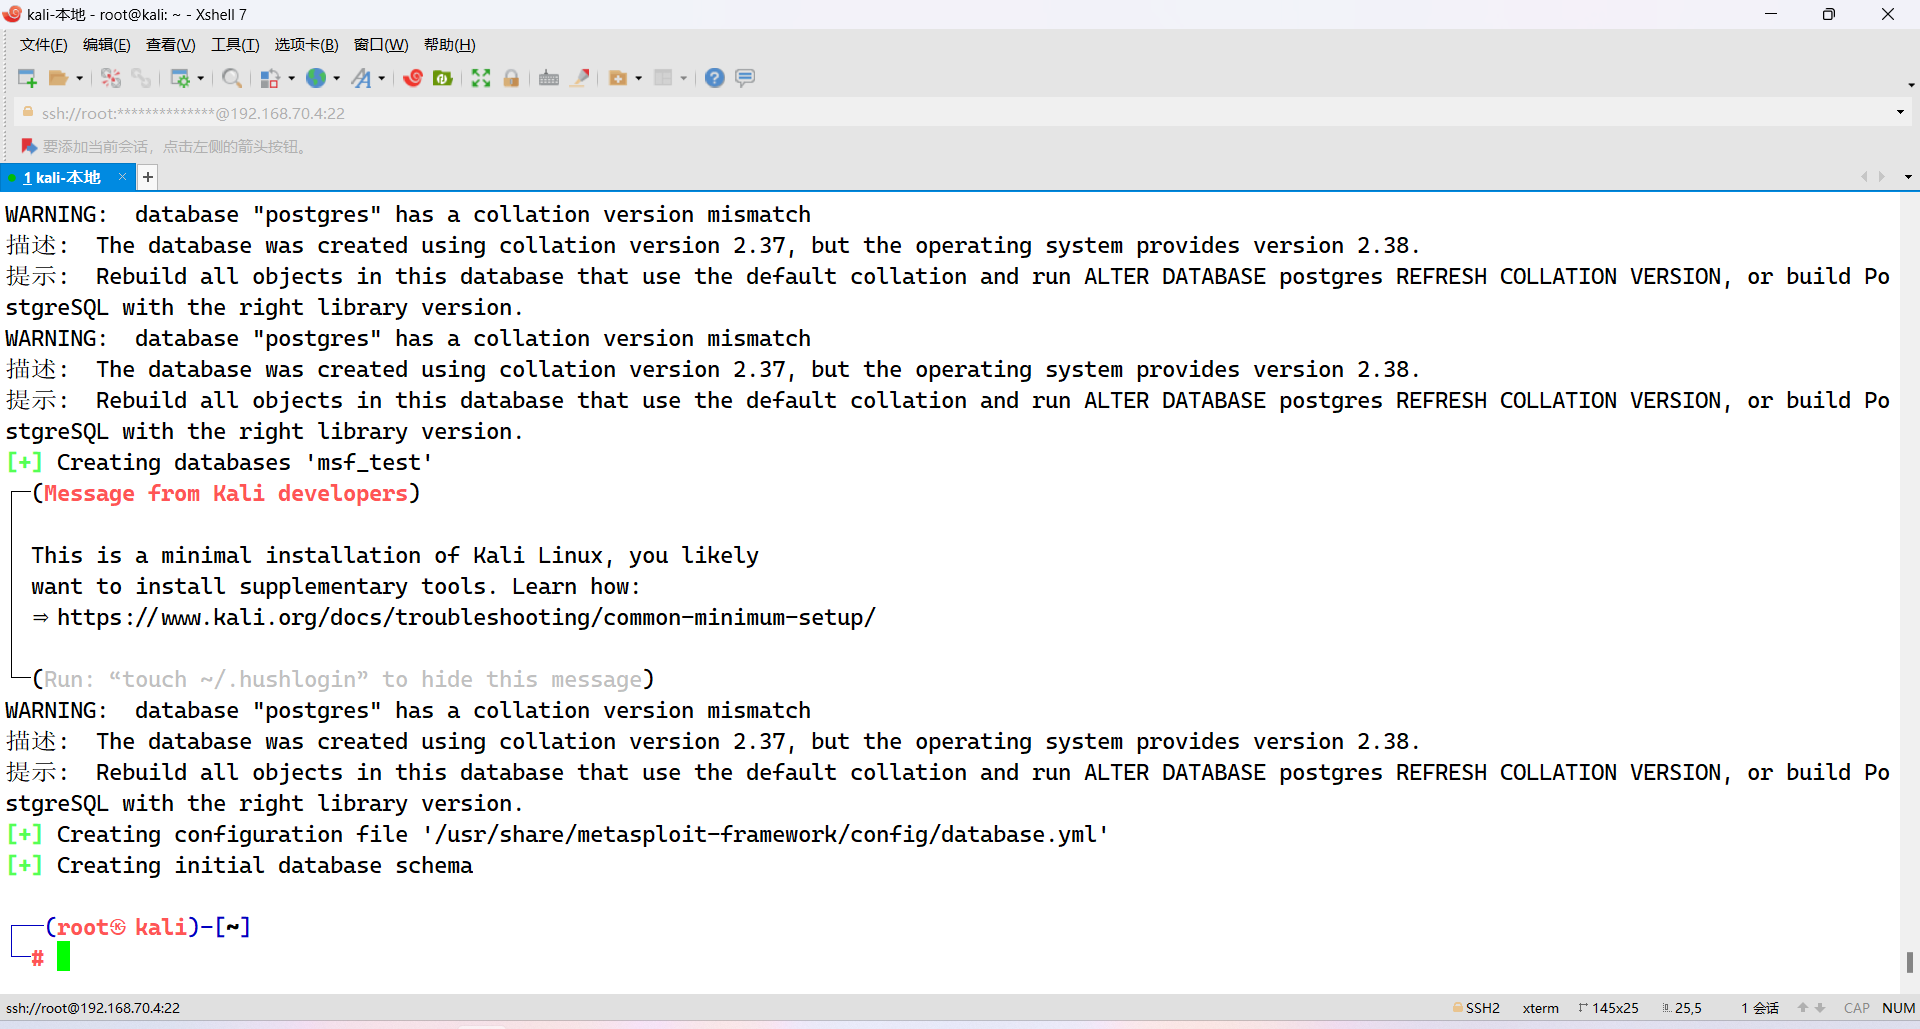 kali-本地 - root@kali: ~ - Xshell 7
文件(F) 编辑(E) 查看(V) 工具(T) 选项卡(B) 窗口(W) 帮助(H)
ssh://root:**************@192.168.70.4:22
要添加当前会话，点击左侧的箭头按钮。
1 kali-本地 × +
WARNING:  database "postgres" has a collation version mismatch
描述:  The database was created using collation version 2.37, but the operating system provides version 2.38.
提示:  Rebuild all objects in this database that use the default collation and run ALTER DATABASE postgres REFRESH COLLATION VERSION, or build Po
stgreSQL with the right library version.
WARNING:  database "postgres" has a collation version mismatch
描述:  The database was created using collation version 2.37, but the operating system provides version 2.38.
提示:  Rebuild all objects in this database that use the default collation and run ALTER DATABASE postgres REFRESH COLLATION VERSION, or build Po
stgreSQL with the right library version.
[+] Creating databases 'msf_test'
┌─(Message from Kali developers)
This is a minimal installation of Kali Linux, you likely
want to install supplementary tools. Learn how:
⇒ https://www.kali.org/docs/troubleshooting/common-minimum-setup/
└─(Run: “touch ~/.hushlogin” to hide this message)
WARNING:  database "postgres" has a collation version mismatch
描述:  The database was created using collation version 2.37, but the operating system provides version 2.38.
提示:  Rebuild all objects in this database that use the default collation and run ALTER DATABASE postgres REFRESH COLLATION VERSION, or build Po
stgreSQL with the right library version.
[+] Creating configuration file '/usr/share/metasploit-framework/config/database.yml'
[+] Creating initial database schema
┌──(root㉿kali)-[~]
└─#
ssh://root@192.168.70.4:22 SSH2 xterm 145x25 25,5 1 会话 CAP NUM